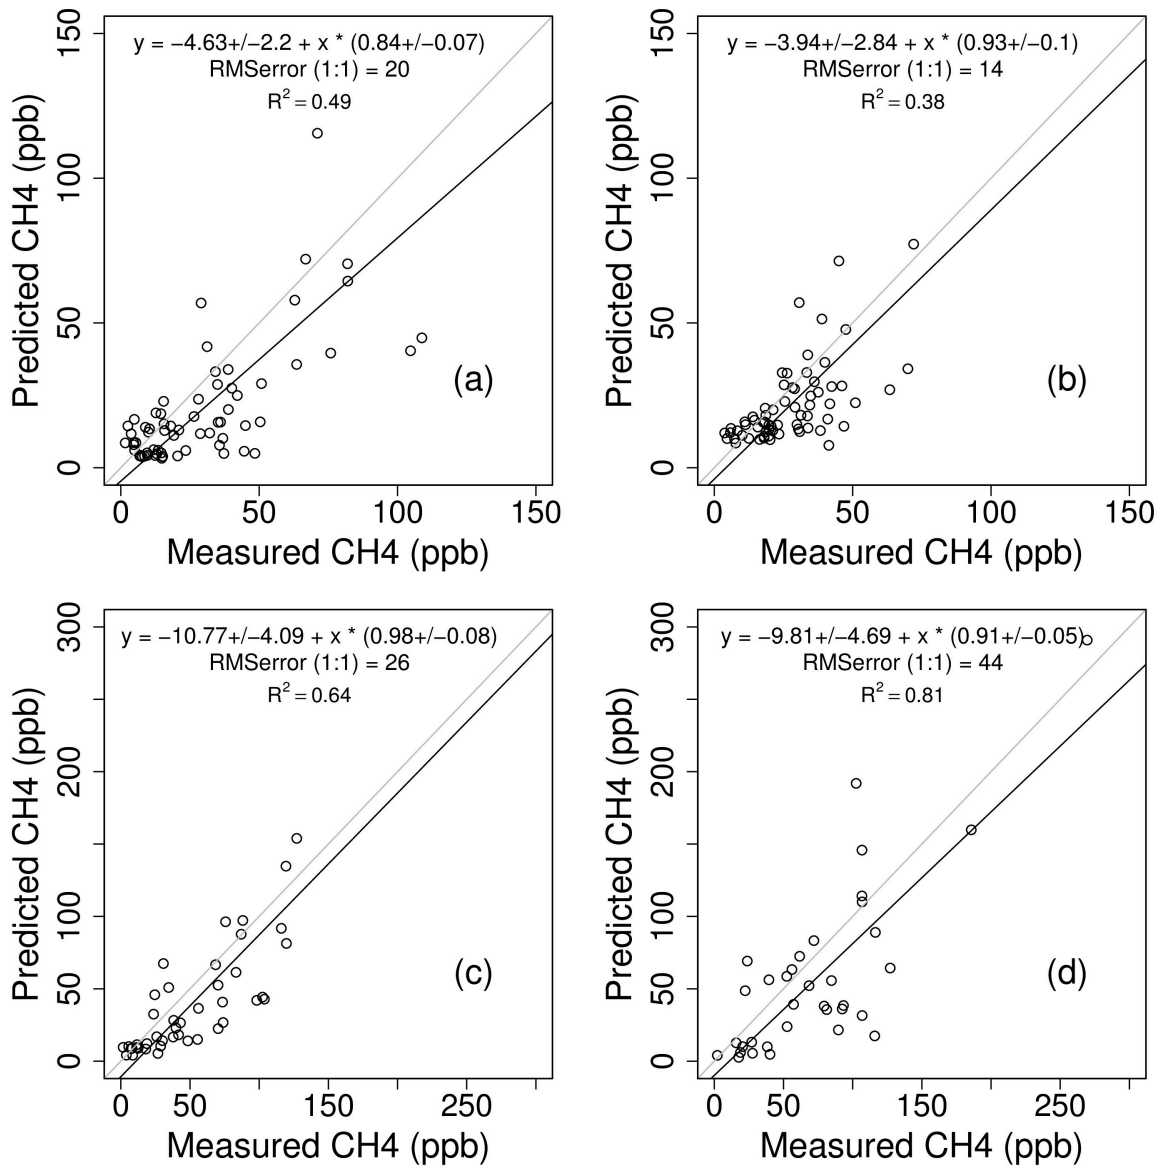 y = −4.63+/−2.2 + x * (0.84+/−0.07)
RMSerror (1:1) = 20
R² = 0.49
(a)
150
100
50
0
Predicted CH4 (ppb)
0 50 100 150
Measured CH4 (ppb)
y = −3.94+/−2.84 + x * (0.93+/−0.1)
RMSerror (1:1) = 14
R² = 0.38
(b)
150
100
50
0
Predicted CH4 (ppb)
0 50 100 150
Measured CH4 (ppb)
y = −10.77+/−4.09 + x * (0.98+/−0.08)
RMSerror (1:1) = 26
R² = 0.64
(c)
300
200
100
50
0
Predicted CH4 (ppb)
0 50 150 250
Measured CH4 (ppb)
y = −9.81+/−4.69 + x * (0.91+/−0.05)
RMSerror (1:1) = 44
R² = 0.81
(d)
300
200
100
50
0
Predicted CH4 (ppb)
0 50 150 250
Measured CH4 (ppb)